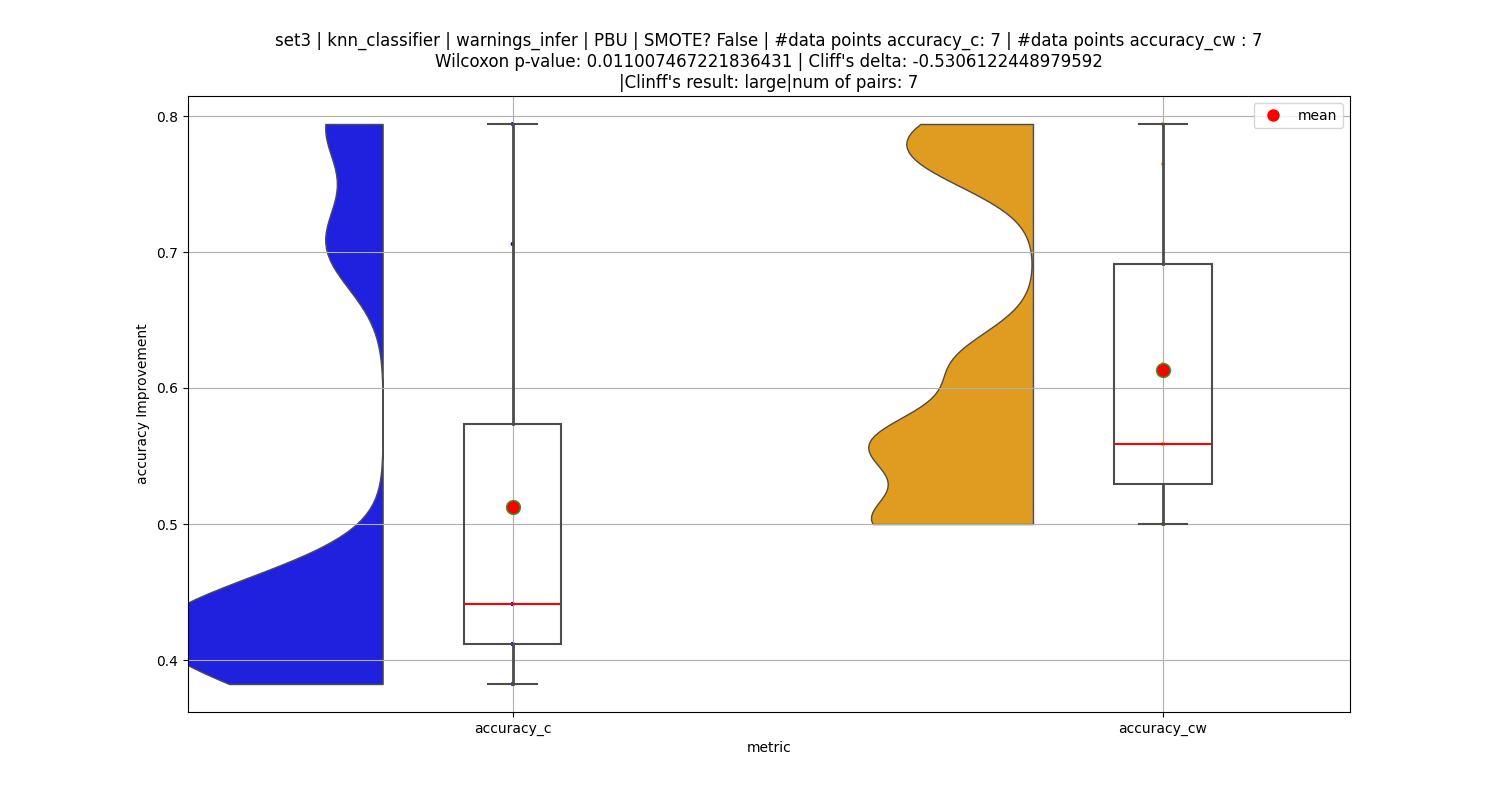 set3 | knn_classifier | warnings_infer | PBU | SMOTE? False | #data points accuracy_c: 7 | #data points accuracy_cw : 7
Wilcoxon p-value: 0.011007467221836431 | Cliff's delta: -0.5306122448979592
|Clinff's result: large|num of pairs: 7
mean
0.8
0.7
0.6
0.5
0.4
accuracy Improvement
accuracy_c
accuracy_cw
metric